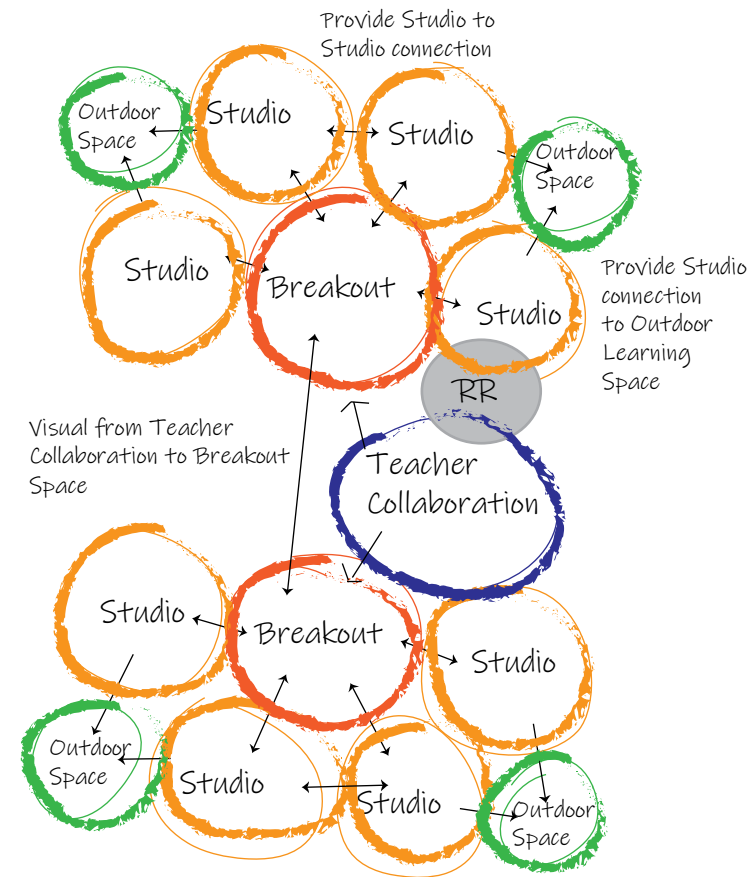 Provide Studio to
Studio connection
Outdoor
Space
Studio
Studio
Outdoor
Space
Studio
Breakout
Studio
Provide Studio
connection
to Outdoor
Learning
Space
RR
Visual from Teacher
Collaboration to Breakout
Space
Teacher
Collaboration
Studio
Breakout
Studio
Outdoor
Space
Studio
Studio
Outdoor
Space